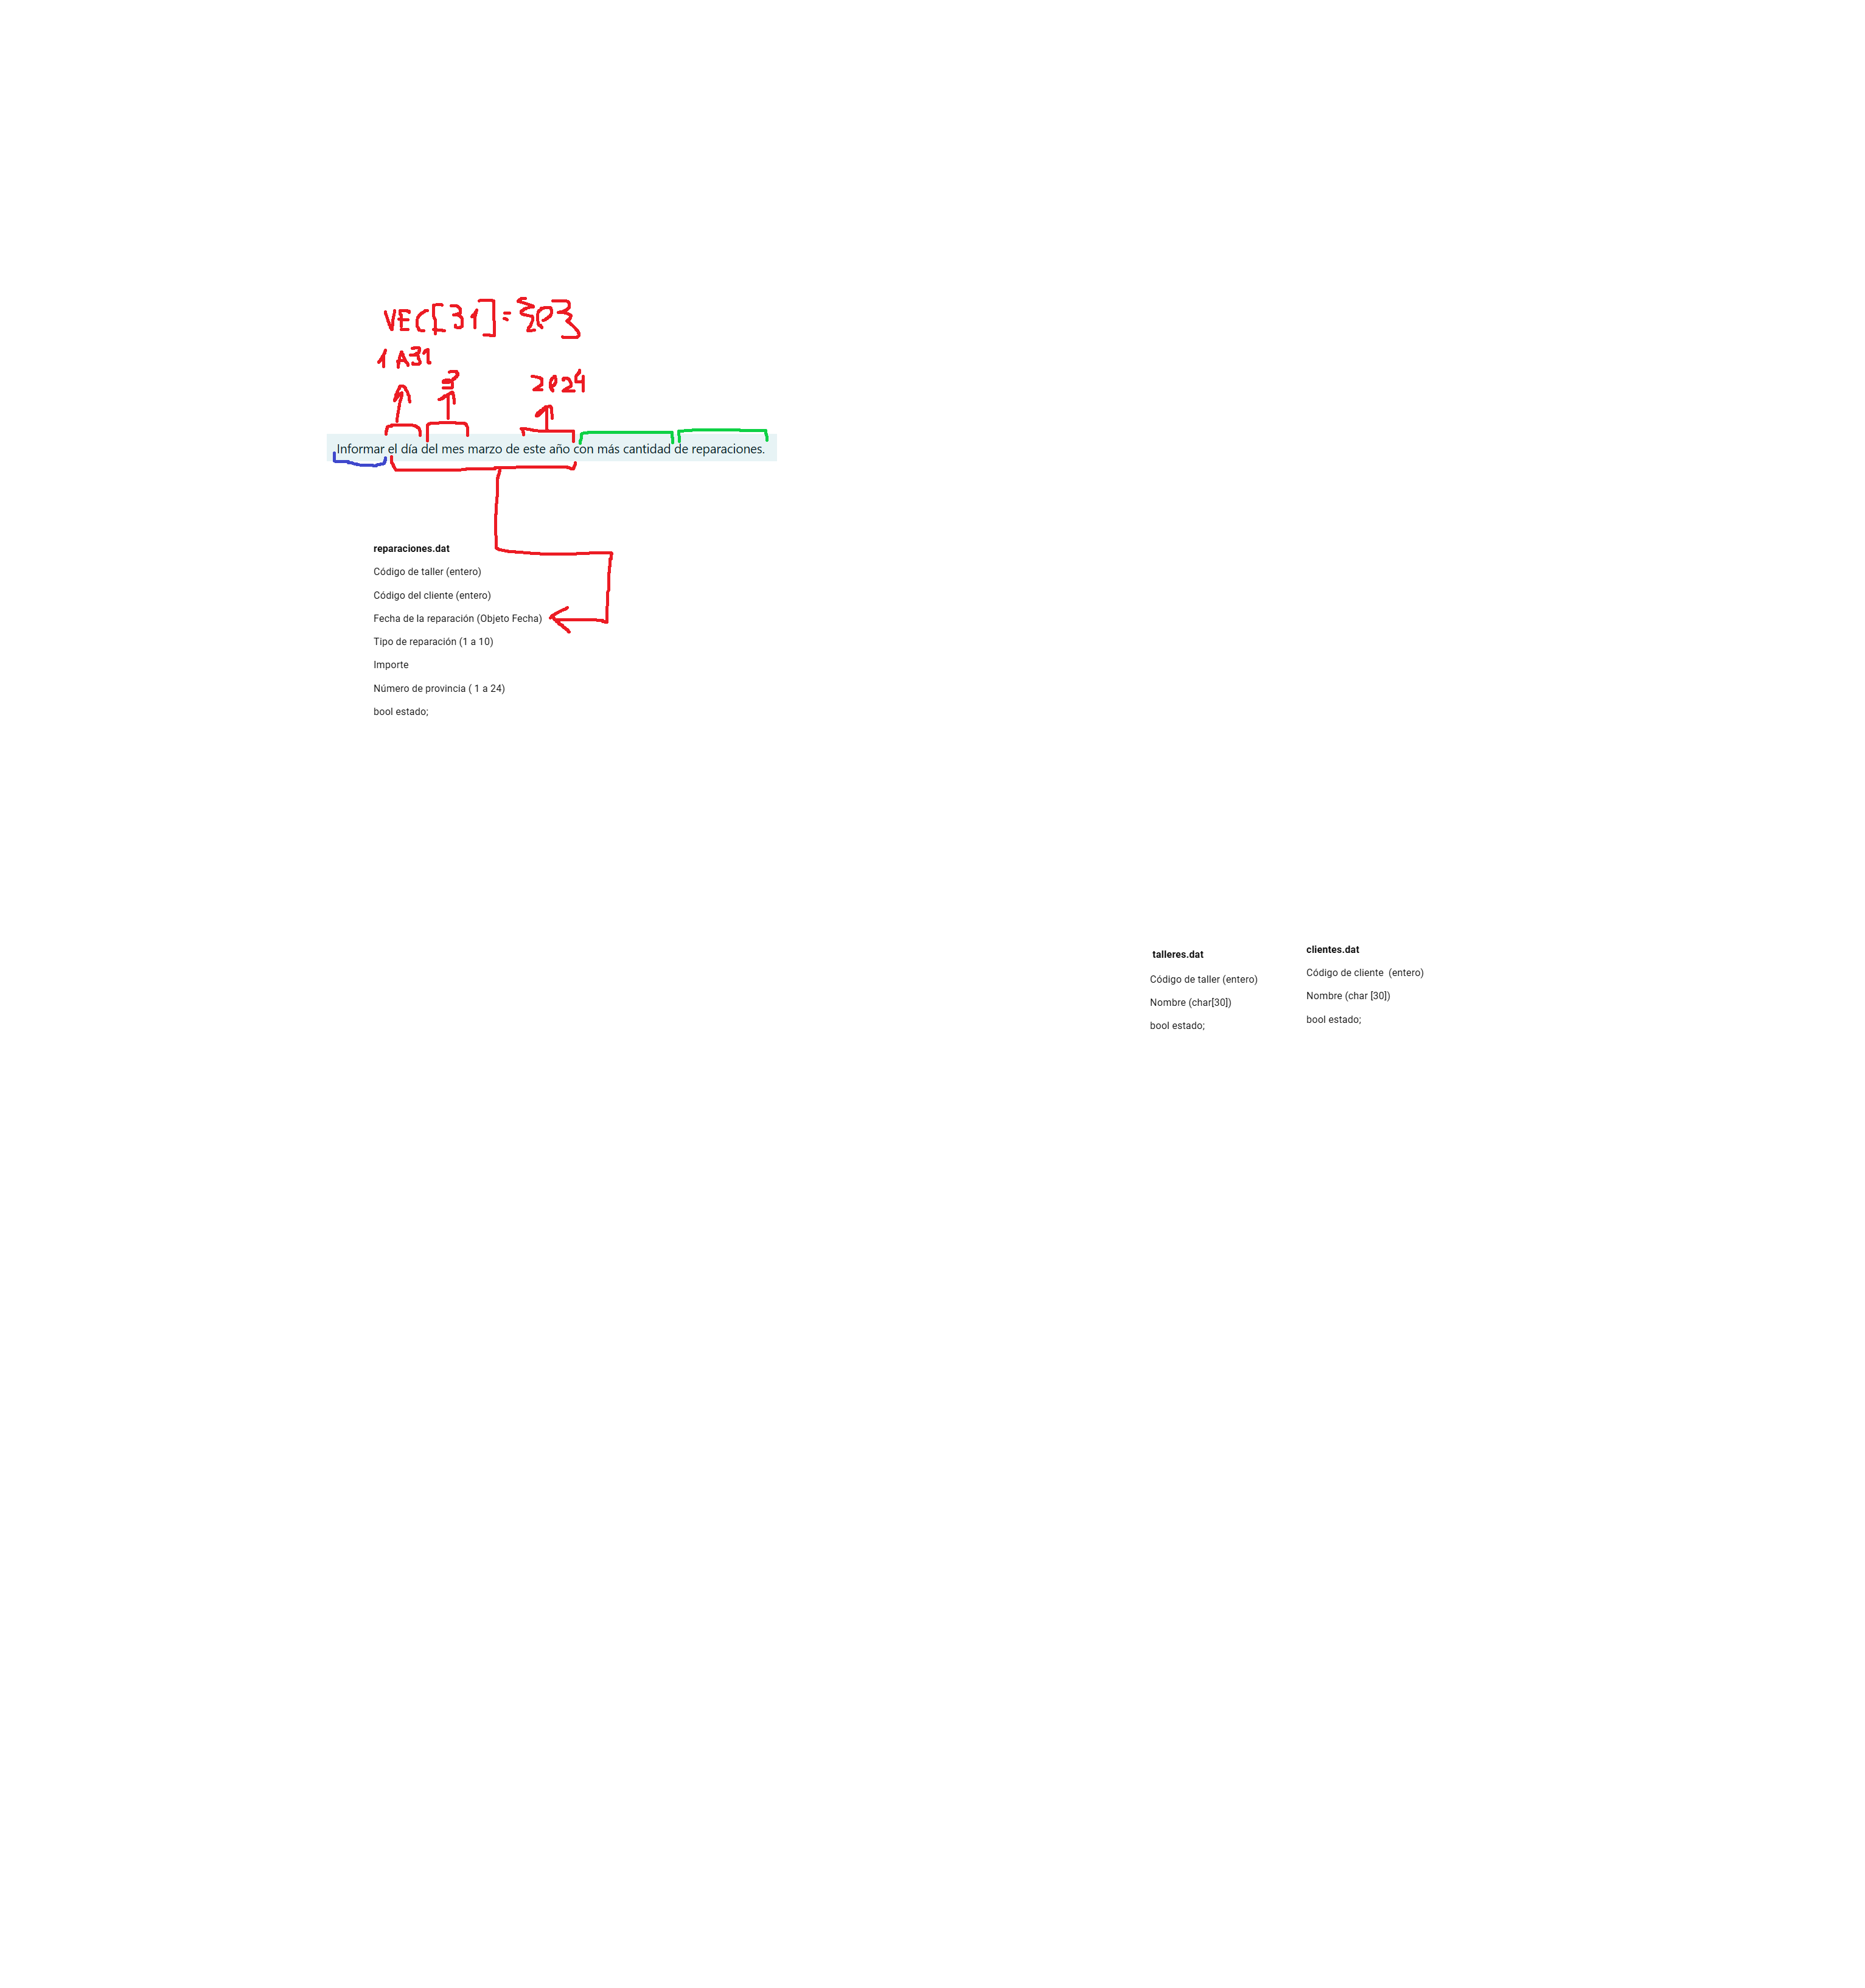 VEC[31]={0}
1 A 31
3
2024
Informar el día del mes marzo de este año con más cantidad de reparaciones.
reparaciones.dat
Código de taller (entero)
Código del cliente (entero)
Fecha de la reparación (Objeto Fecha)
Tipo de reparación (1 a 10)
Importe
Número de provincia ( 1 a 24)
bool estado;
talleres.dat
Código de taller (entero)
Nombre (char[30])
bool estado;
clientes.dat
Código de cliente  (entero)
Nombre (char [30])
bool estado;